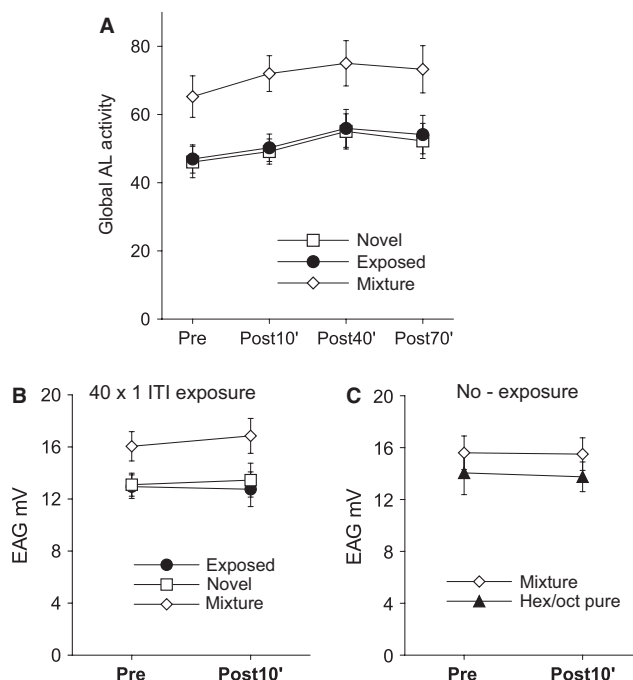 A
80
60
40
20
0
Global AL activity
Novel
Exposed
Mixture
Pre Post10' Post40' Post70'
B 40 x 1 ITI exposure
20
16
12
8
4
0
EAG mV
Exposed
Novel
Mixture
Pre Post10'
C No - exposure
20
16
12
8
4
0
EAG mV
Mixture
Hex/oct pure
Pre Post10'